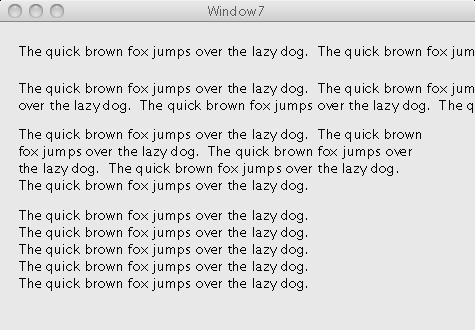 Window7
The quick brown fox jumps over the lazy dog.  The quick brown fox jum
The quick brown fox jumps over the lazy dog.  The quick brown fox jumps
over the lazy dog.  The quick brown fox jumps over the lazy dog.  The q
The quick brown fox jumps over the lazy dog.  The quick brown
fox jumps over the lazy dog.  The quick brown fox jumps over
the lazy dog.  The quick brown fox jumps over the lazy dog.
The quick brown fox jumps over the lazy dog.
The quick brown fox jumps over the lazy dog.
The quick brown fox jumps over the lazy dog.
The quick brown fox jumps over the lazy dog.
The quick brown fox jumps over the lazy dog.
The quick brown fox jumps over the lazy dog.